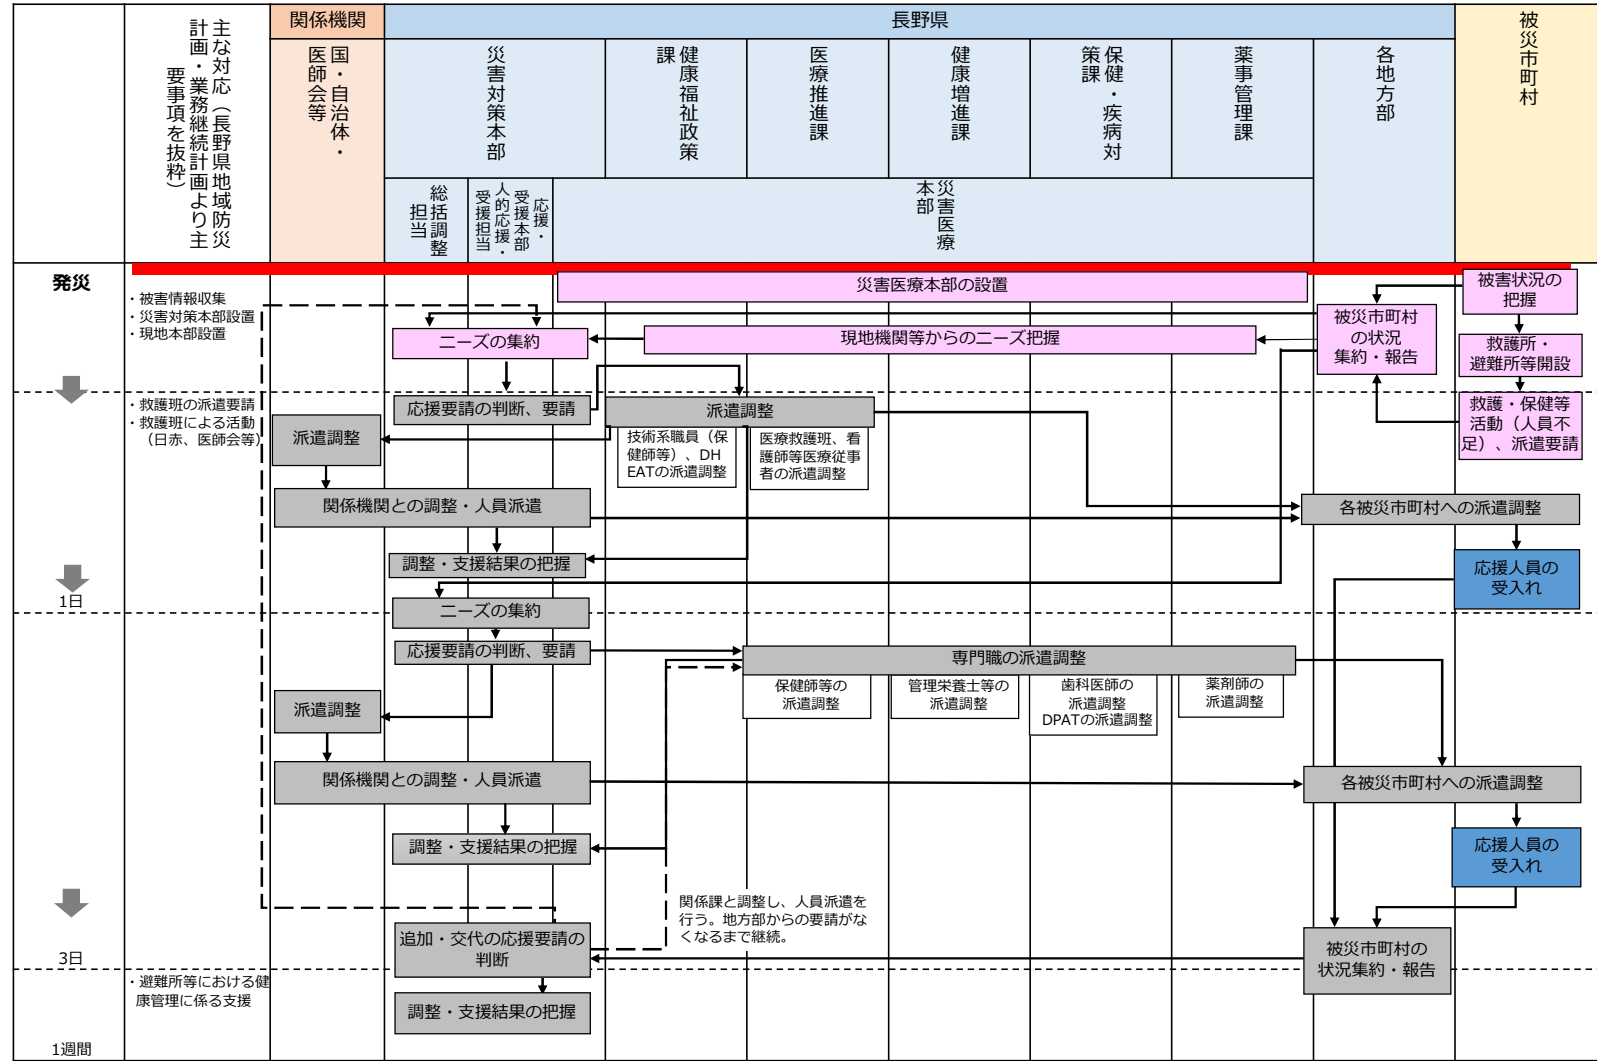 主な対応（長野県地域防災
計画・業務継続計画より主
要事項を抜粋）
関係機関
国・自治体・
医師会等
長野県
災害対策本部
健康福祉政策
課
医療推進課
健康増進課
保健・疾病対
策課
薬事管理課
各地方部
被災市町村
総括調整
担当
応援・
受援本部
人的応援・
受援担当
災害医療
本部
発災
・被害情報収集
・災害対策本部設置
・現地本部設置
災害医療本部の設置
被害状況の
把握
ニーズの集約
現地機関等からのニーズ把握
被災市町村
の状況
集約・報告
救護所・
避難所等開設
・救護班の派遣要請
・救護班による活動
（日赤、医師会等）
応援要請の判断、要請
派遣調整
救護・保健等
活動（人員不
足）、派遣要請
派遣調整
技術系職員（保
健師等）、DH
EATの派遣調整
医療救護班、看
護師等医療従事
者の派遣調整
関係機関との調整・人員派遣
各被災市町村への派遣調整
調整・支援結果の把握
応援人員の
受入れ
1日
ニーズの集約
応援要請の判断、要請
専門職の派遣調整
保健師等の
派遣調整
管理栄養士等の
派遣調整
歯科医師の
派遣調整
DPATの派遣調整
薬剤師の
派遣調整
派遣調整
関係機関との調整・人員派遣
各被災市町村への派遣調整
調整・支援結果の把握
応援人員の
受入れ
関係課と調整し、人員派遣を
行う。地方部からの要請がな
くなるまで継続。
追加・交代の応援要請の
判断
被災市町村の
状況集約・報告
3日
・避難所等における健
康管理に係る支援
調整・支援結果の把握
1週間